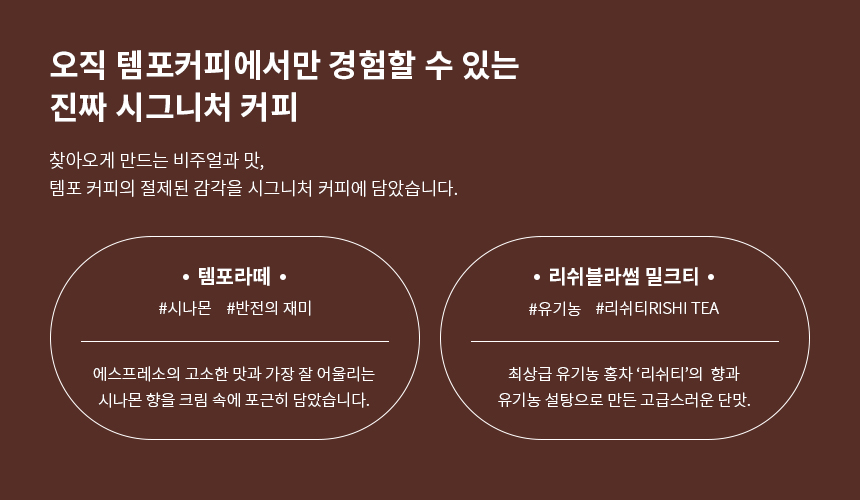 오직 템포커피에서만 경험할 수 있는
진짜 시그니처 커피
찾아오게 만드는 비주얼과 맛,
템포 커피의 절제된 감각을 시그니처 커피에 담았습니다.
• 템포라떼 •
#시나몬 #반전의 재미
에스프레소의 고소한 맛과 가장 잘 어울리는
시나몬 향을 크림 속에 포근히 담았습니다.
• 리쉬블라썸 밀크티 •
#유기농 #리쉬티RISHI TEA
최상급 유기농 홍차 ‘리쉬티’의 향과
유기농 설탕으로 만든 고급스러운 단맛.